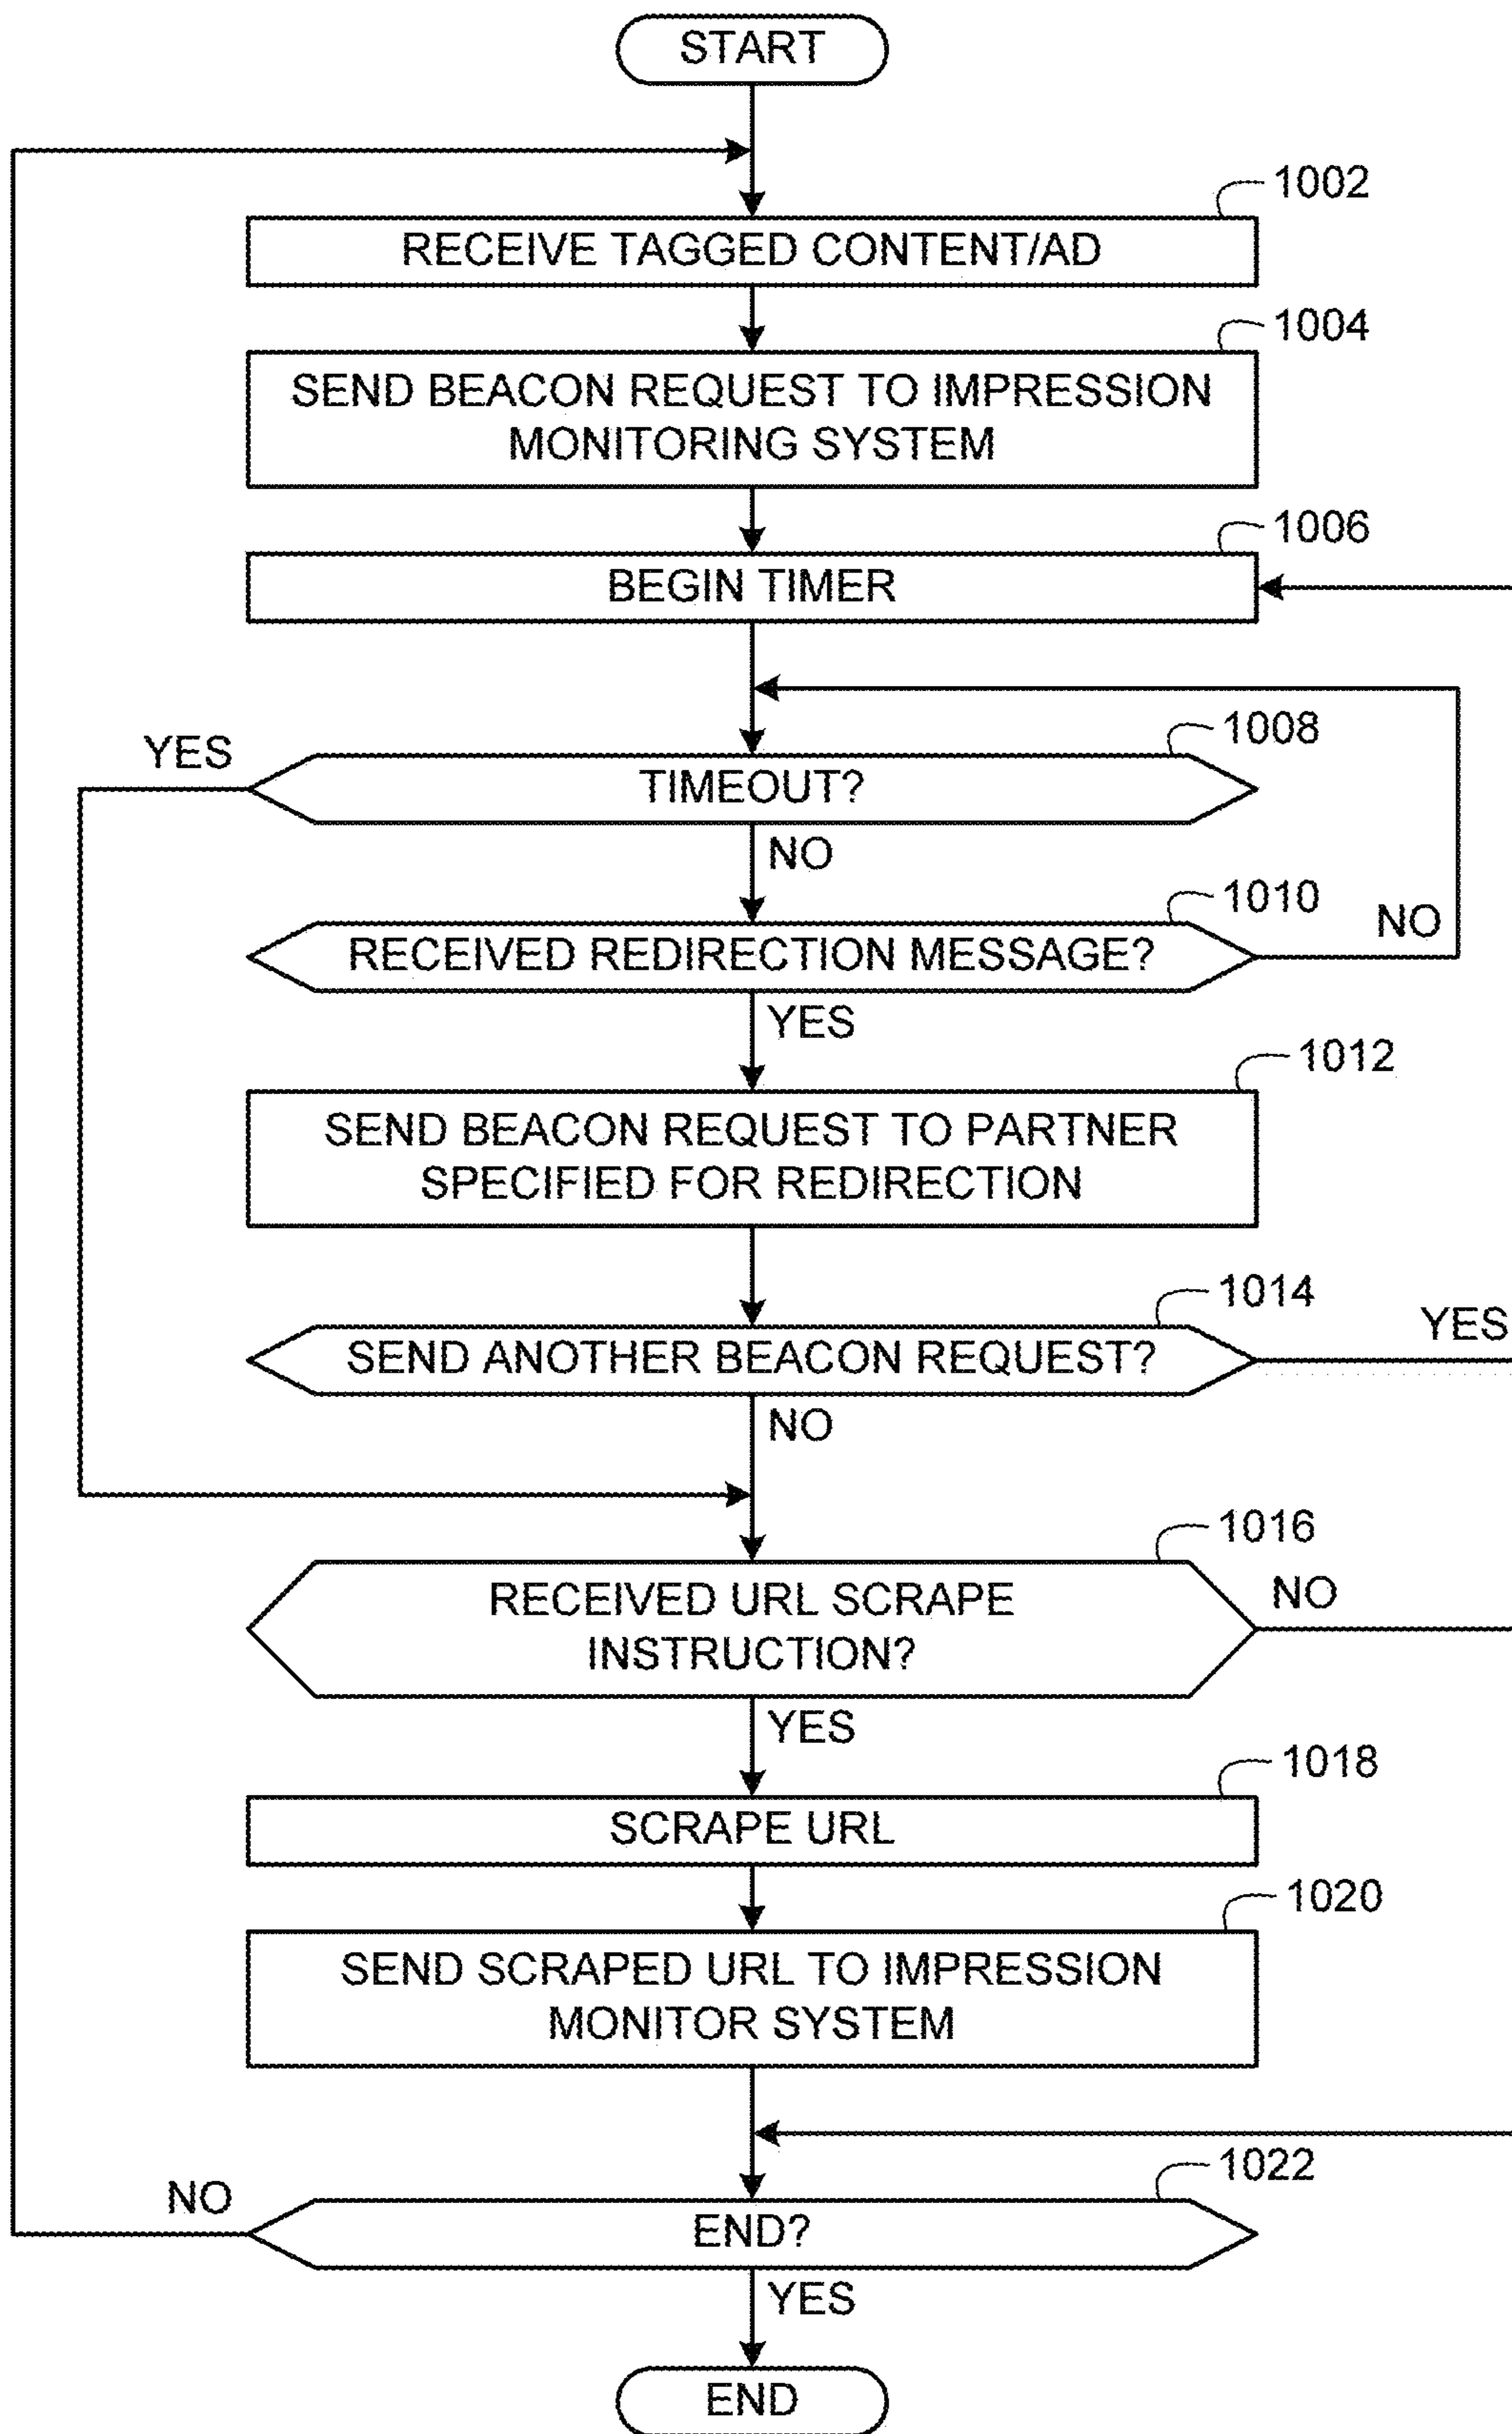 START
1002
RECEIVE TAGGED CONTENT/AD
1004
SEND BEACON REQUEST TO IMPRESSION
MONITORING SYSTEM
1006
BEGIN TIMER
1008
YES
TIMEOUT?
NO
1010
NO
RECEIVED REDIRECTION MESSAGE?
YES
1012
SEND BEACON REQUEST TO PARTNER
SPECIFIED FOR REDIRECTION
1014
YES
SEND ANOTHER BEACON REQUEST?
NO
1016
NO
RECEIVED URL SCRAPE
INSTRUCTION?
YES
1018
SCRAPE URL
1020
SEND SCRAPED URL TO IMPRESSION
MONITOR SYSTEM
1022
NO
END?
YES
END